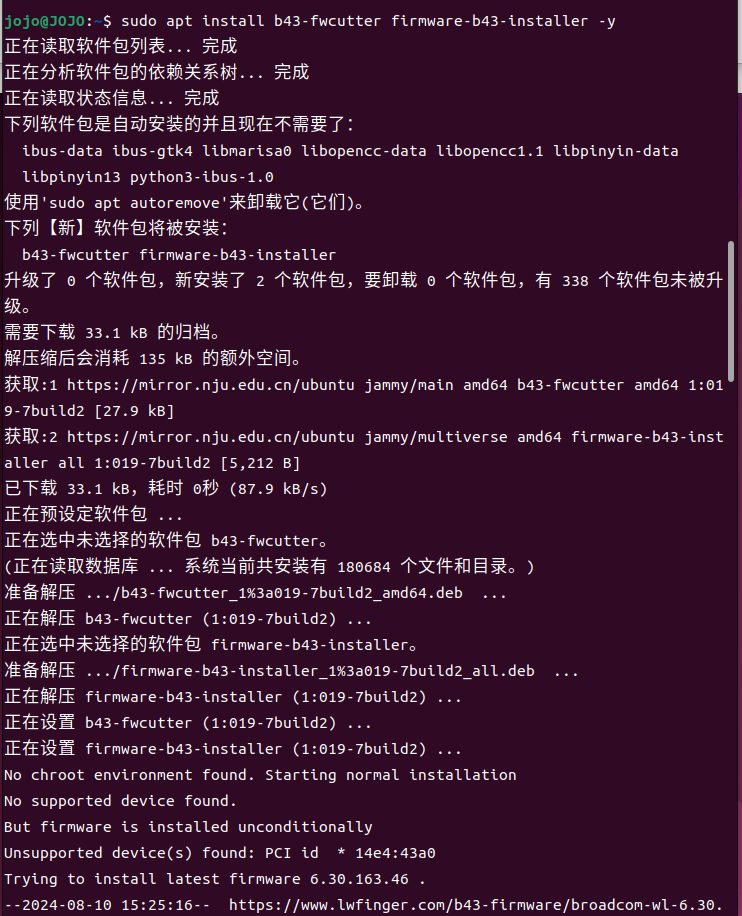 jojo@JOJO:~$ sudo apt install b43-fwcutter firmware-b43-installer -y
正在读取软件包列表... 完成
正在分析软件包的依赖关系树... 完成
正在读取状态信息... 完成
下列软件包是自动安装的并且现在不需要了：
  ibus-data ibus-gtk4 libmarisa0 libopencc-data libopencc1.1 libpinyin-data
  libpinyin13 python3-ibus-1.0
使用'sudo apt autoremove'来卸载它(它们)。
下列【新】软件包将被安装：
  b43-fwcutter firmware-b43-installer
升级了 0 个软件包，新安装了 2 个软件包，要卸载 0 个软件包，有 338 个软件包未被升
级。
需要下载 33.1 kB 的归档。
解压缩后会消耗 135 kB 的额外空间。
获取:1 https://mirror.nju.edu.cn/ubuntu jammy/main amd64 b43-fwcutter amd64 1:01
9-7build2 [27.9 kB]
获取:2 https://mirror.nju.edu.cn/ubuntu jammy/multiverse amd64 firmware-b43-inst
aller all 1:019-7build2 [5,212 B]
已下载 33.1 kB，耗时 0秒 (87.9 kB/s)
正在预设定软件包 ...
正在选中未选择的软件包 b43-fwcutter。
(正在读取数据库 ... 系统当前共安装有 180684 个文件和目录。)
准备解压 .../b43-fwcutter_1%3a019-7build2_amd64.deb  ...
正在解压 b43-fwcutter (1:019-7build2) ...
正在选中未选择的软件包 firmware-b43-installer。
准备解压 .../firmware-b43-installer_1%3a019-7build2_all.deb  ...
正在解压 firmware-b43-installer (1:019-7build2) ...
正在设置 b43-fwcutter (1:019-7build2) ...
正在设置 firmware-b43-installer (1:019-7build2) ...
No chroot environment found. Starting normal installation
No supported device found.
But firmware is installed unconditionally
Unsupported device(s) found: PCI id  * 14e4:43a0
Trying to install latest firmware 6.30.163.46 .
--2024-08-10 15:25:16--  https://www.lwfinger.com/b43-firmware/broadcom-wl-6.30.